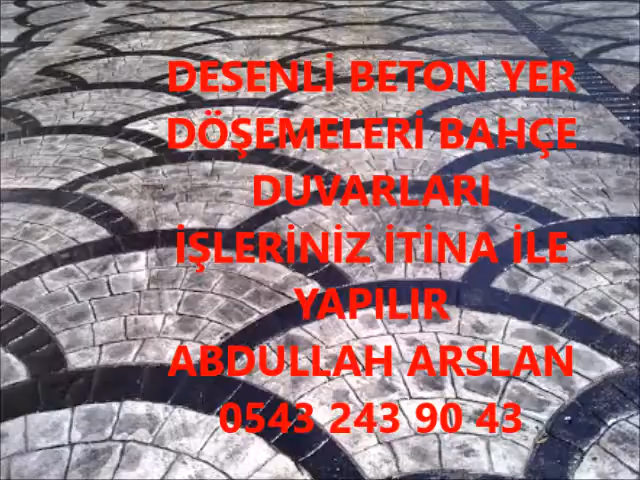 DESENLİ BETON YER
DÖŞEMELERİ BAHÇE
DUVARLARI
İŞLERİNİZ İTİNA İLE
YAPILIR
ABDULLAH ARSLAN
0543 243 90 43